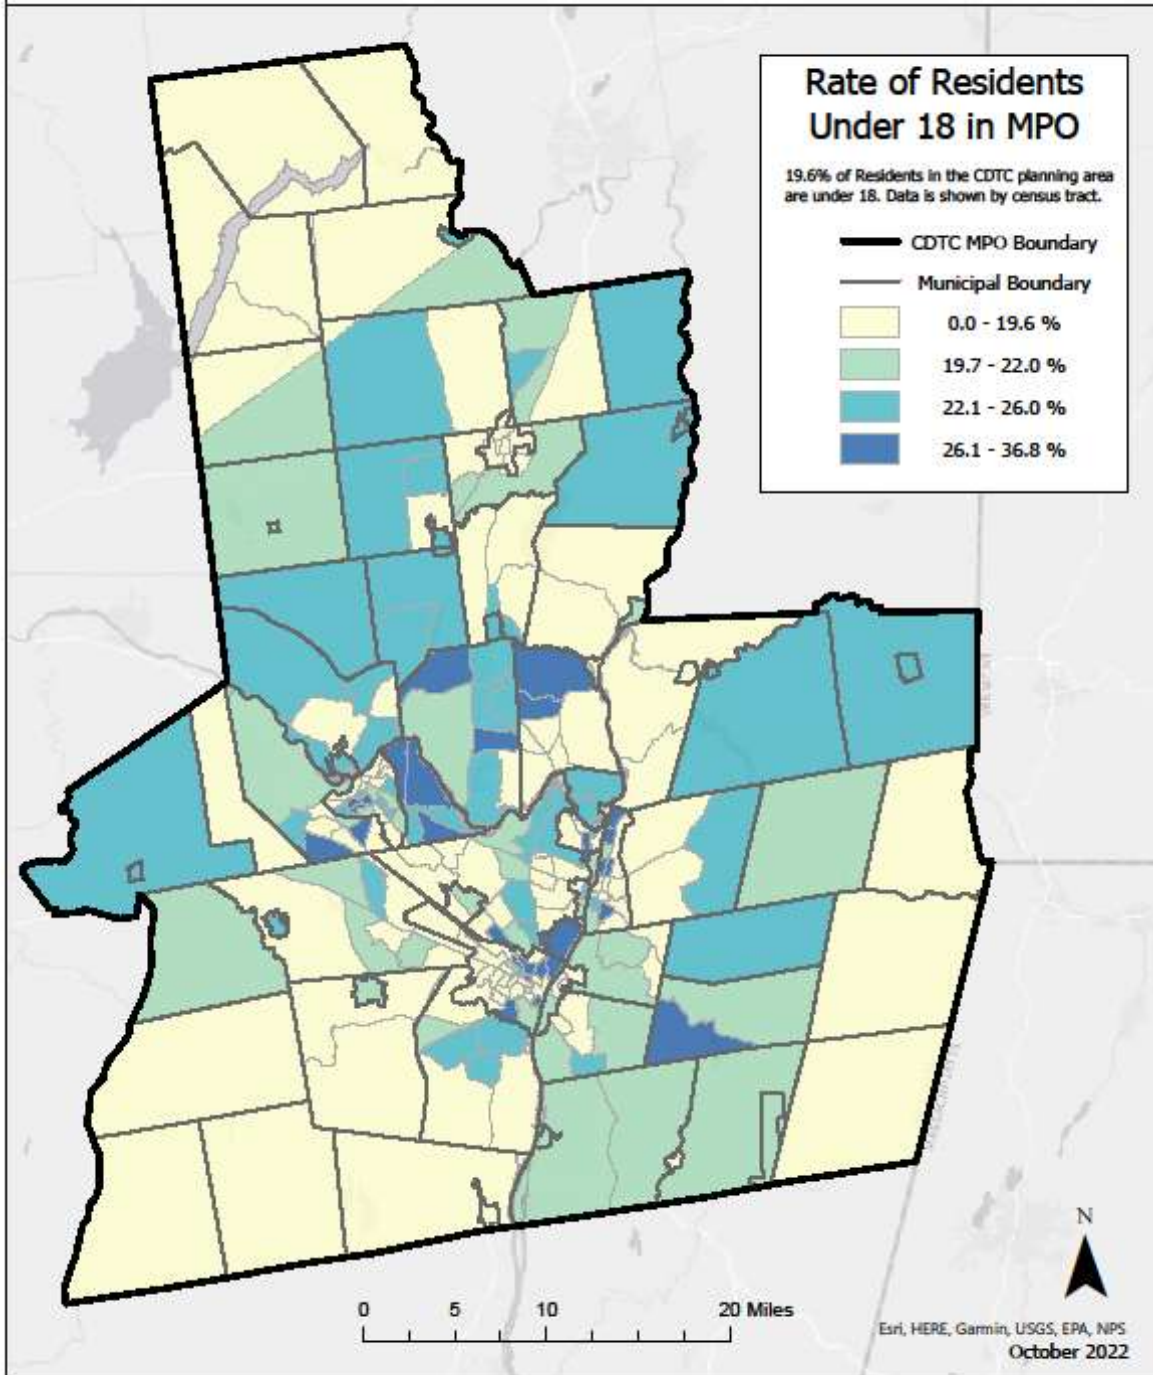 Rate of Residents
Under 18 in MPO
19.6% of Residents in the CDTC planning area
are under 18. Data is shown by census tract.
CDTC MPO Boundary
Municipal Boundary
0.0 - 19.6 %
19.7 - 22.0 %
22.1 - 26.0 %
26.1 - 36.8 %
N
0 5 10 20 Miles
Esri, HERE, Garmin, USGS, EPA, NPS
October 2022